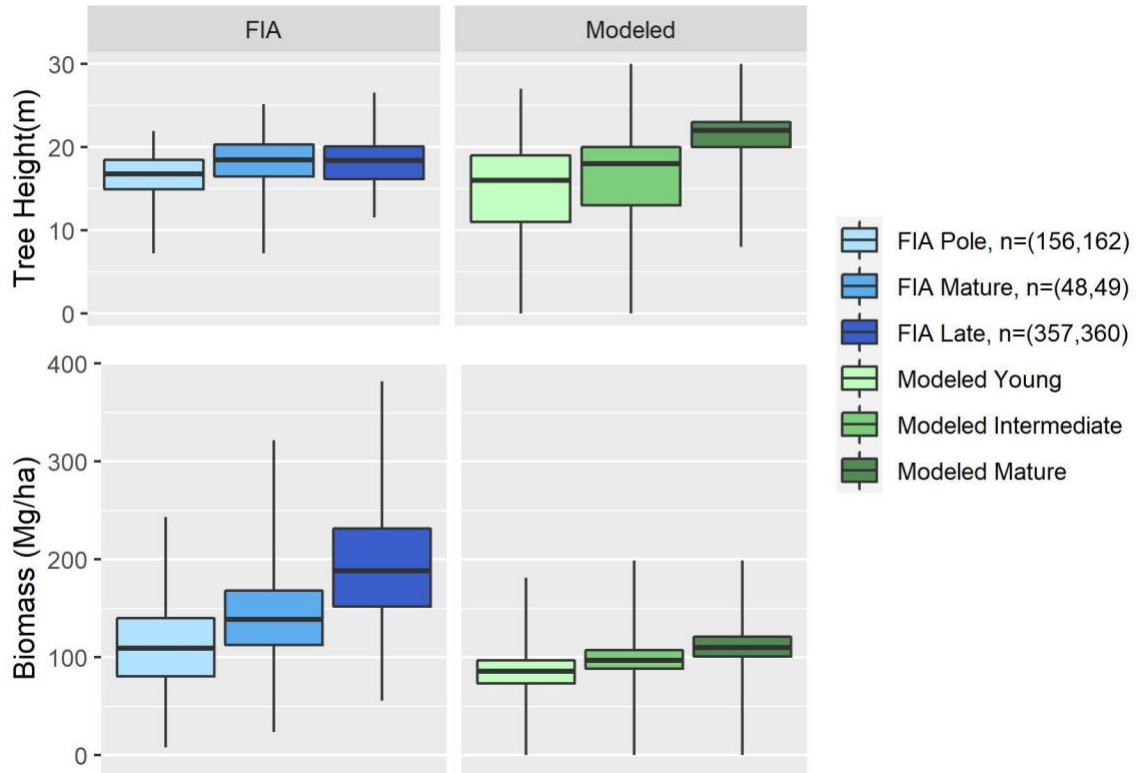 FIA
Modeled
Tree Height(m)
30
20
10
0
Biomass (Mg/ha)
400
300
200
100
0
FIA Pole, n=(156,162)
FIA Mature, n=(48,49)
FIA Late, n=(357,360)
Modeled Young
Modeled Intermediate
Modeled Mature